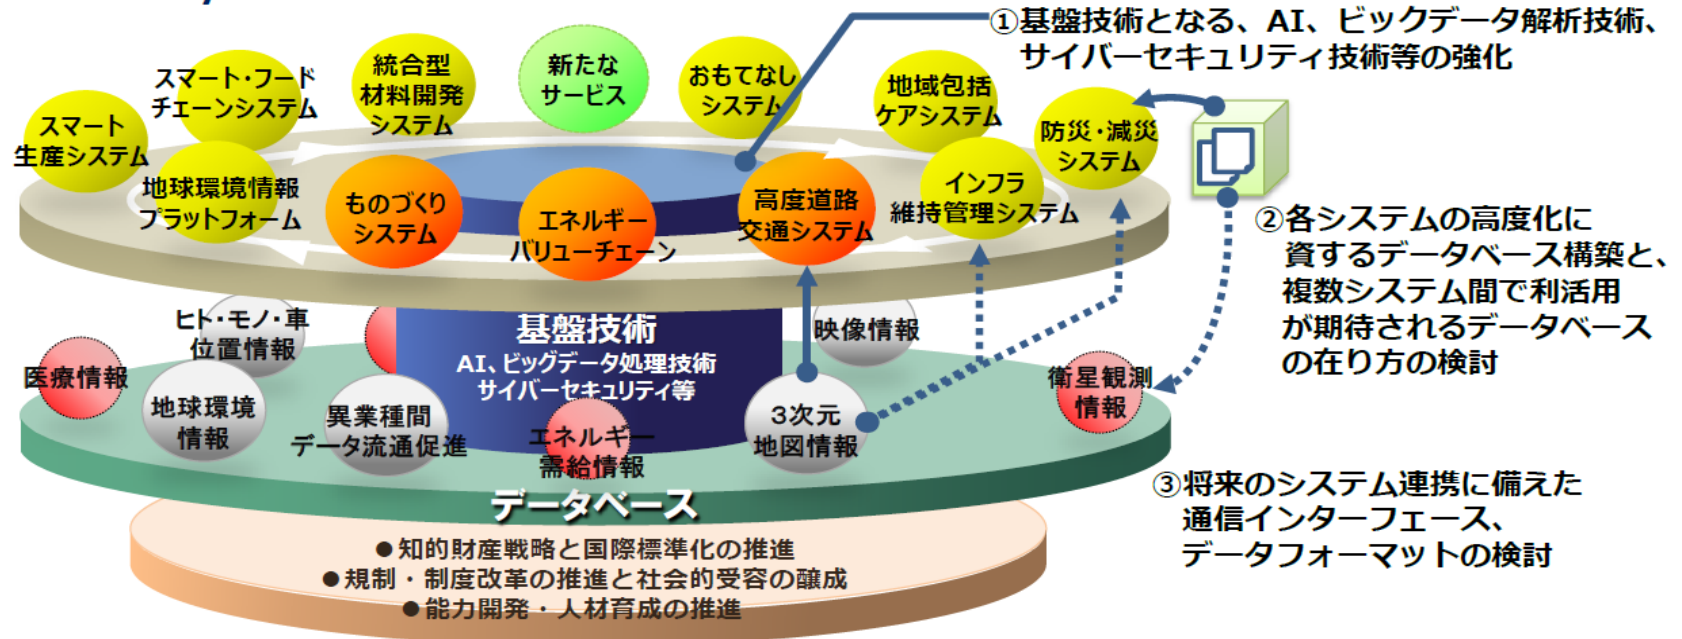 ①基盤技術となる、AI、ビックデータ解析技術、
サイバーセキュリティ技術等の強化
スマート・フード
チェーンシステム
統合型
材料開発
システム
新たな
サービス
おもてなし
システム
地域包括
ケアシステム
スマート
生産システム
防災・減災
システム
地球環境情報
プラットフォーム
ものづくり
システム
エネルギー
バリューチェーン
高度道路
交通システム
インフラ
維持管理システム
②各システムの高度化に
資するデータベース構築と、
複数システム間で利活用
が期待されるデータベース
の在り方の検討
ヒト・モノ・車
位置情報
基盤技術
AI、ビッグデータ処理技術
サイバーセキュリティ等
映像情報
医療情報
地球環境
情報
異業種間
データ流通促進
エネルギー
需給情報
3次元
地図情報
衛星観測
情報
データベース
③将来のシステム連携に備えた
通信インターフェース、
データフォーマットの検討
●知的財産戦略と国際標準化の推進
●規制・制度改革の推進と社会的受容の醸成
●能力開発・人材育成の推進